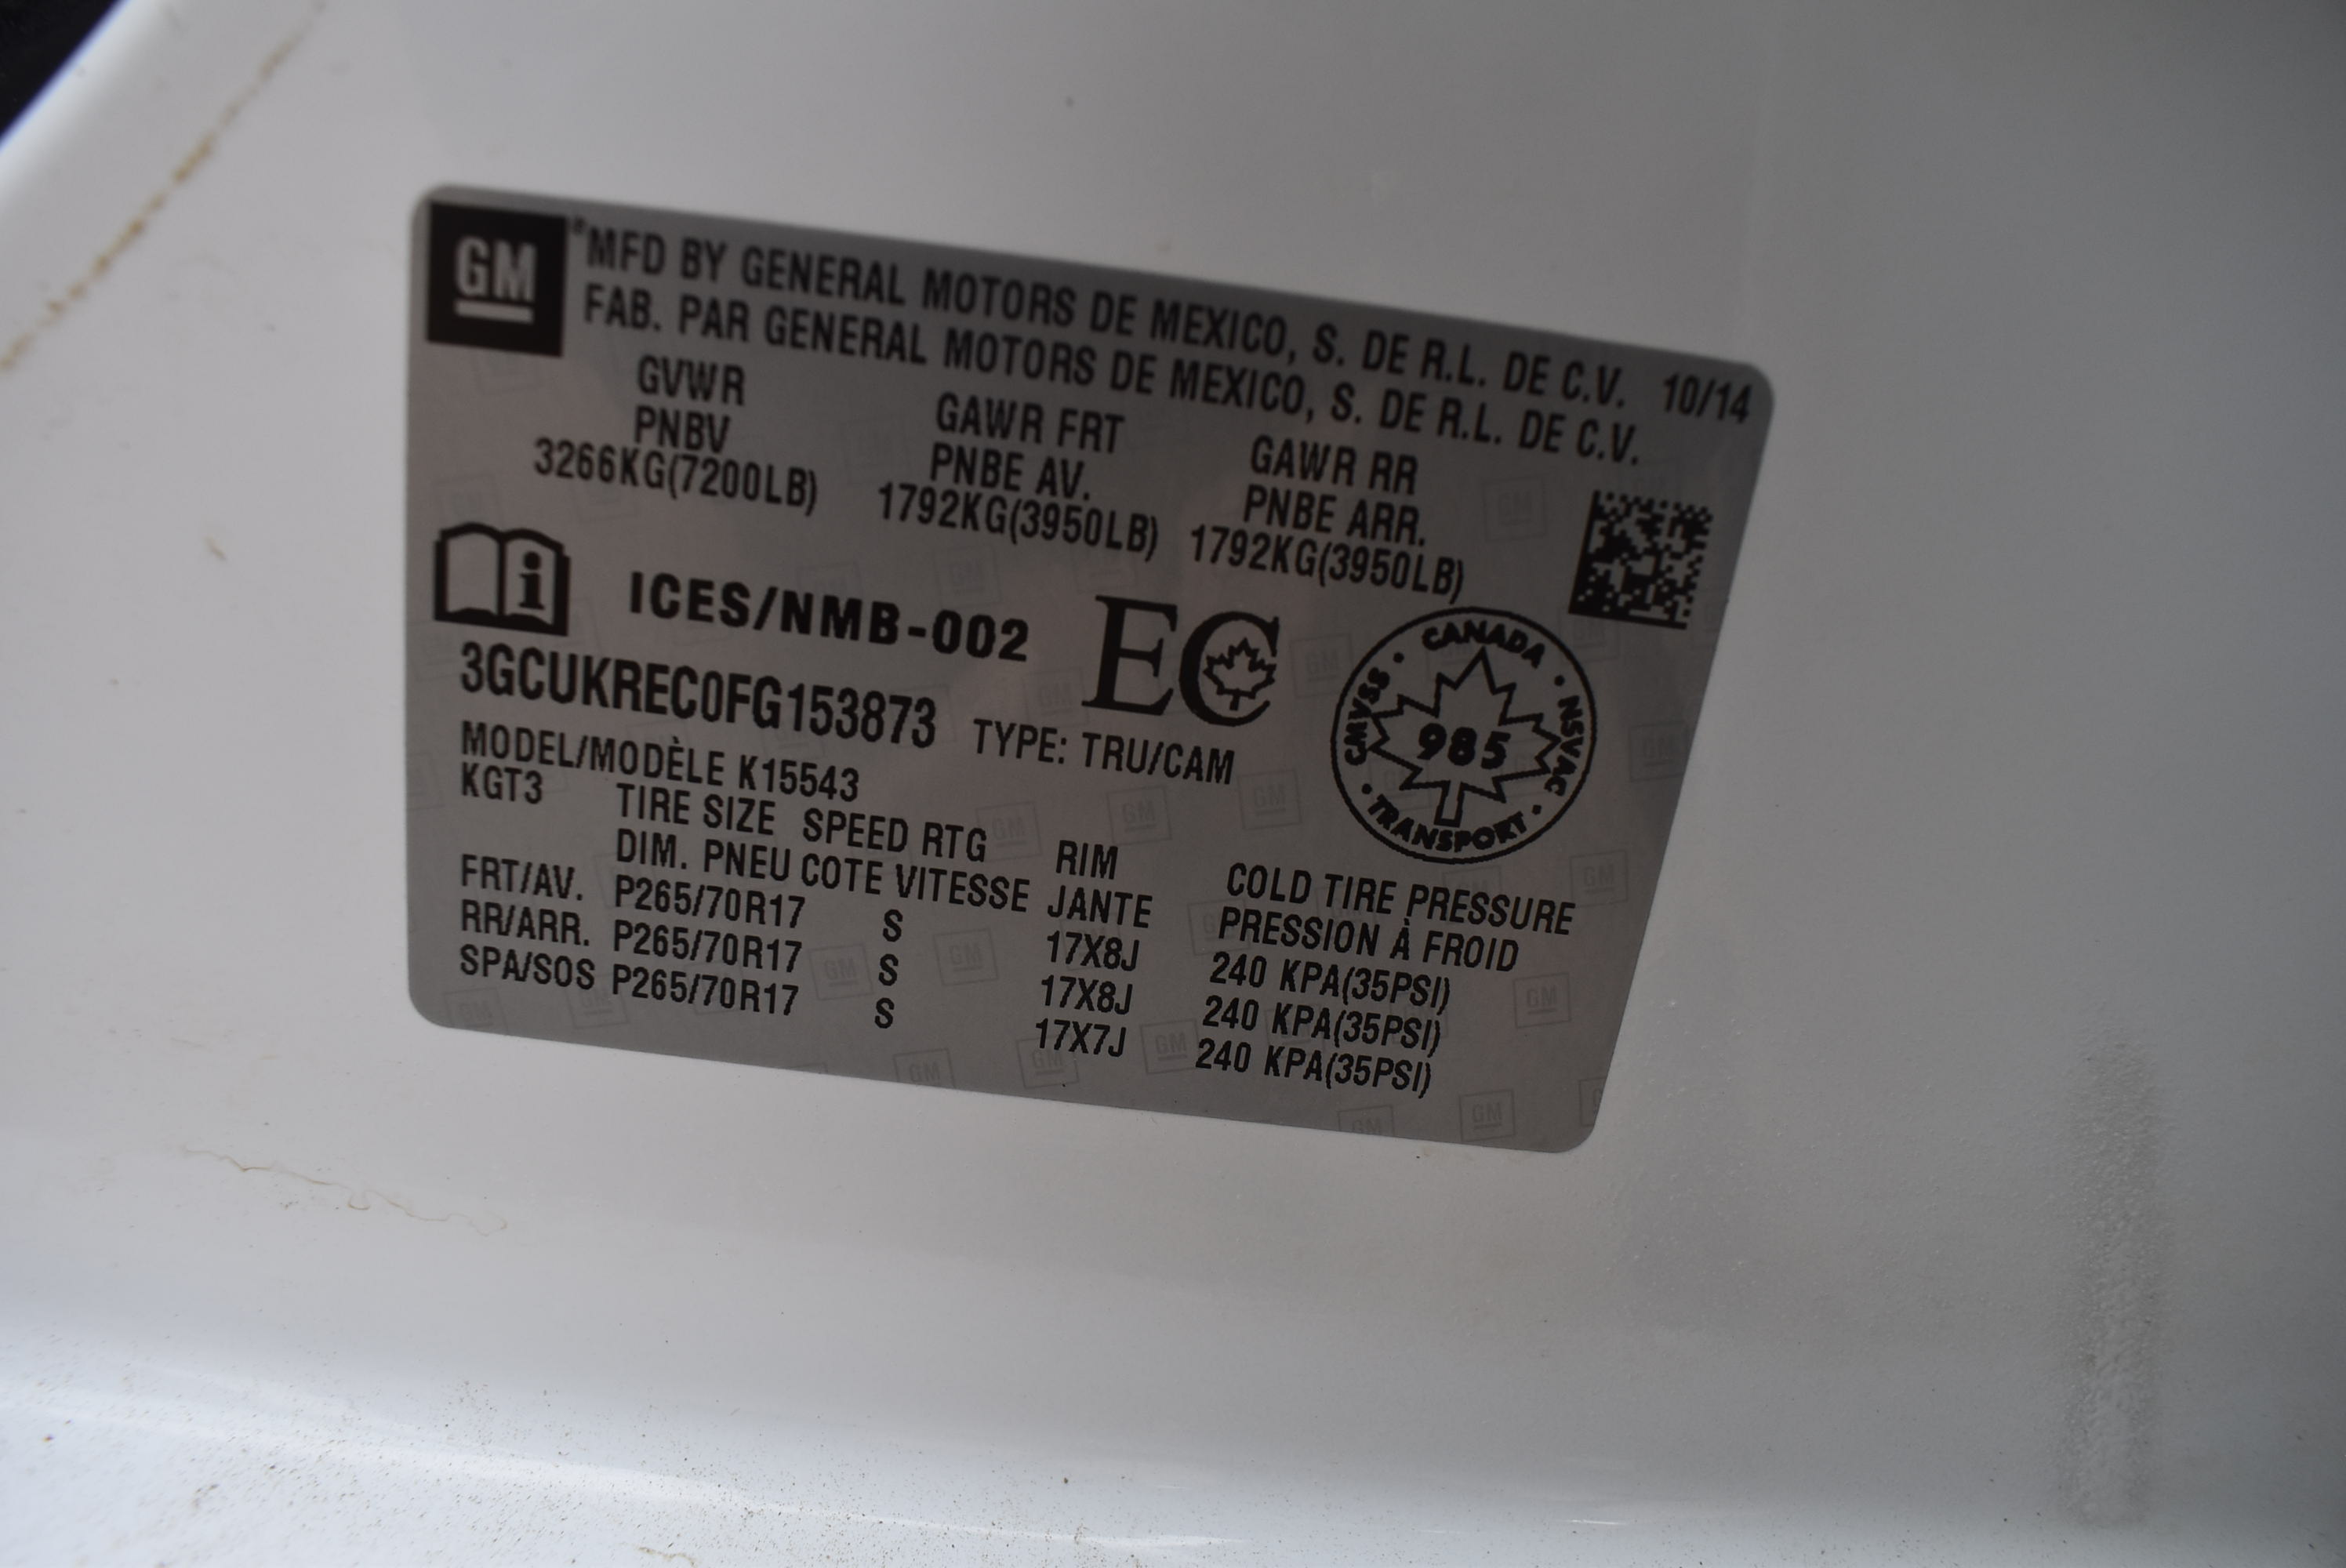 GM
MFD BY GENERAL MOTORS DE MEXICO, S. DE R.L. DE C.V. 10/14
FAB. PAR GENERAL MOTORS DE MEXICO, S. DE R.L. DE C.V.
GVWR GAWR FRT GAWR RR
PNBV PNBE AV. PNBE ARR.
3266KG(7200LB) 1792KG(3950LB) 1792KG(3950LB)
i ICES/NMB-002 EC
CANADA · NSVAC · TRANSPORT · CMVSS ·
985
3GCUKREC0FG153873 TYPE: TRU/CAM
MODEL/MODÈLE K15543
KGT3 TIRE SIZE SPEED RTG RIM COLD TIRE PRESSURE
DIM. PNEU COTE VITESSE JANTE PRESSION À FROID
FRT/AV. P265/70R17 S 17X8J 240 KPA(35PSI)
RR/ARR. P265/70R17 S 17X8J 240 KPA(35PSI)
SPA/SOS P265/70R17 S 17X7J 240 KPA(35PSI)